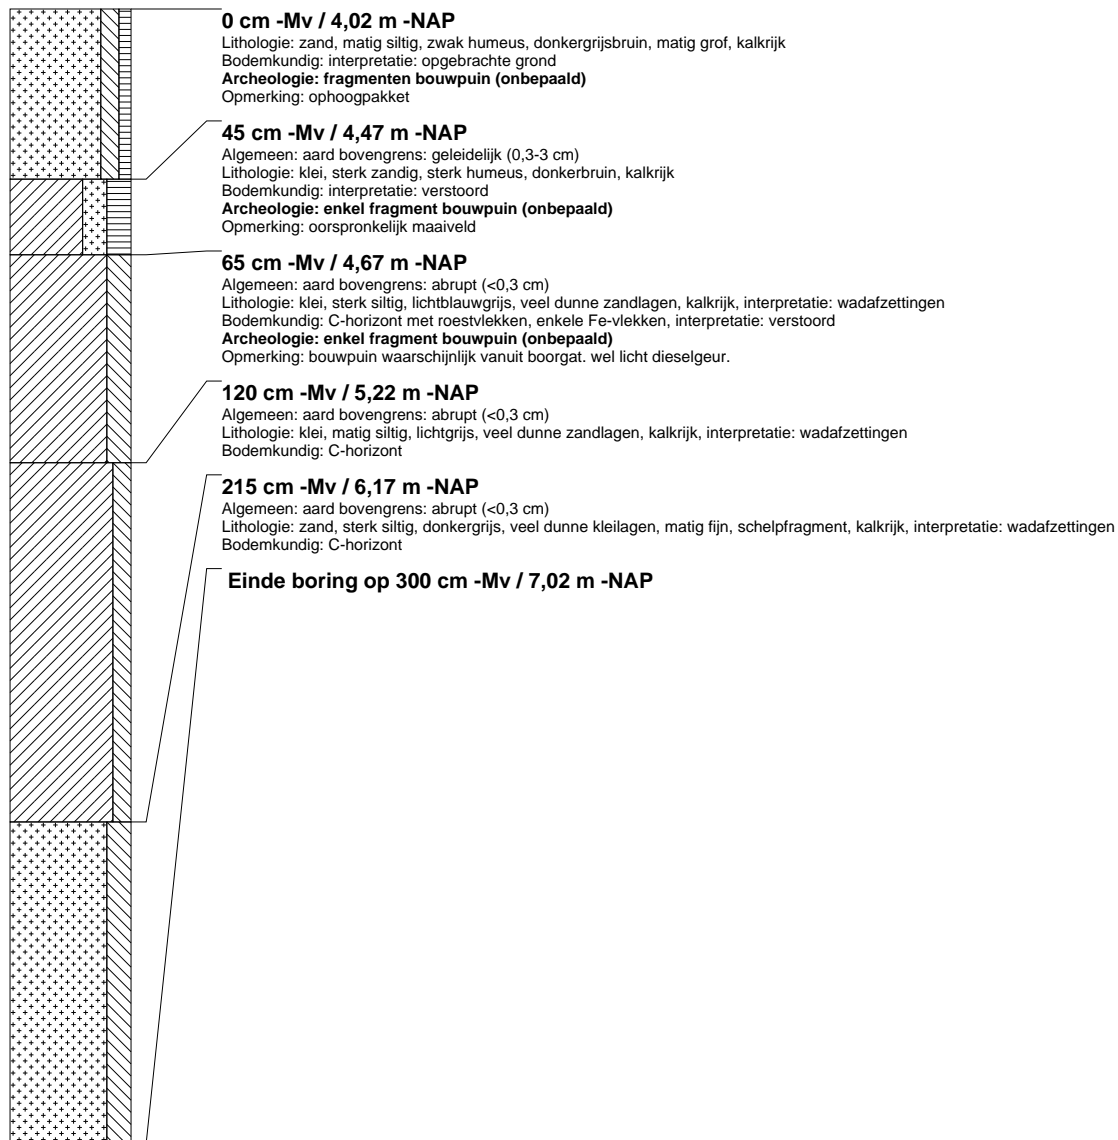 0 cm -Mv / 4,02 m -NAP
Lithologie: zand, matig siltig, zwak humeus, donkergrijsbruin, matig grof, kalkrijk
Bodemkundig: interpretatie: opgebrachte grond
Archeologie: fragmenten bouwpuin (onbepaald)
Opmerking: ophoogpakket
45 cm -Mv / 4,47 m -NAP
Algemeen: aard bovengrens: geleidelijk (0,3-3 cm)
Lithologie: klei, sterk zandig, sterk humeus, donkerbruin, kalkrijk
Bodemkundig: interpretatie: verstoord
Archeologie: enkel fragment bouwpuin (onbepaald)
Opmerking: oorspronkelijk maaiveld
65 cm -Mv / 4,67 m -NAP
Algemeen: aard bovengrens: abrupt (<0,3 cm)
Lithologie: klei, sterk siltig, lichtblauwgrijs, veel dunne zandlagen, kalkrijk, interpretatie: wadafzettingen
Bodemkundig: C-horizont met roestvlekken, enkele Fe-vlekken, interpretatie: verstoord
Archeologie: enkel fragment bouwpuin (onbepaald)
Opmerking: bouwpuin waarschijnlijk vanuit boorgat. wel licht dieselgeur.
120 cm -Mv / 5,22 m -NAP
Algemeen: aard bovengrens: abrupt (<0,3 cm)
Lithologie: klei, matig siltig, lichtgrijs, veel dunne zandlagen, kalkrijk, interpretatie: wadafzettingen
Bodemkundig: C-horizont
215 cm -Mv / 6,17 m -NAP
Algemeen: aard bovengrens: abrupt (<0,3 cm)
Lithologie: zand, sterk siltig, donkergrijs, veel dunne kleilagen, matig fijn, schelpfragment, kalkrijk, interpretatie: wadafzettingen
Bodemkundig: C-horizont
Einde boring op 300 cm -Mv / 7,02 m -NAP